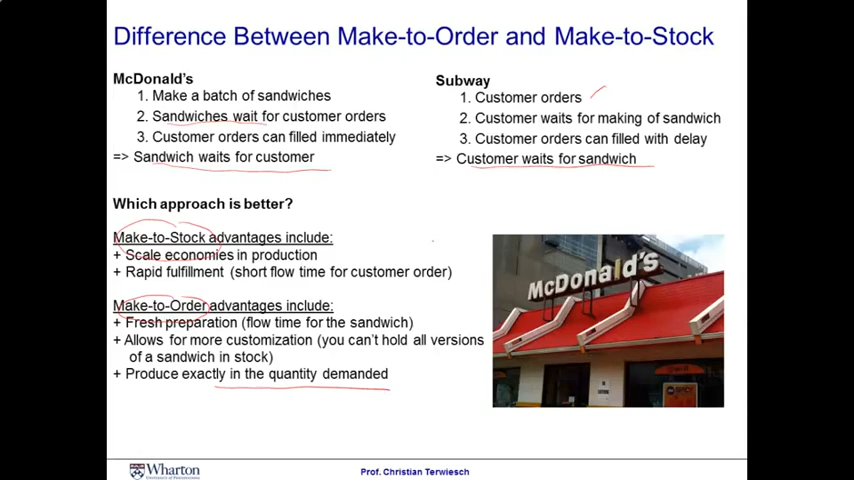 Difference Between Make-to-Order and Make-to-Stock
McDonald's
1. Make a batch of sandwiches
2. Sandwiches wait for customer orders
3. Customer orders can filled immediately
=> Sandwich waits for customer
Subway
1. Customer orders
2. Customer waits for making of sandwich
3. Customer orders can filled with delay
=> Customer waits for sandwich
Which approach is better?
Make-to-Stock advantages include:
+ Scale economies in production
+ Rapid fulfillment (short flow time for customer order)
Make-to-Order advantages include:
+ Fresh preparation (flow time for the sandwich)
+ Allows for more customization (you can't hold all versions
of a sandwich in stock)
+ Produce exactly in the quantity demanded
McDonald's
Wharton
University of Pennsylvania
Prof. Christian Terwiesch